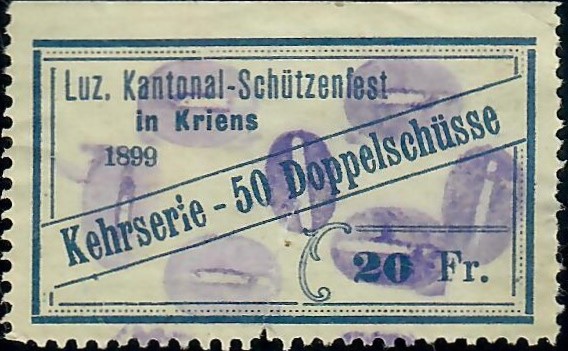 Luz. Kantonal-Schützenfest
in Kriens
1899
Kehrserie - 50 Doppelschüsse
20 Fr.